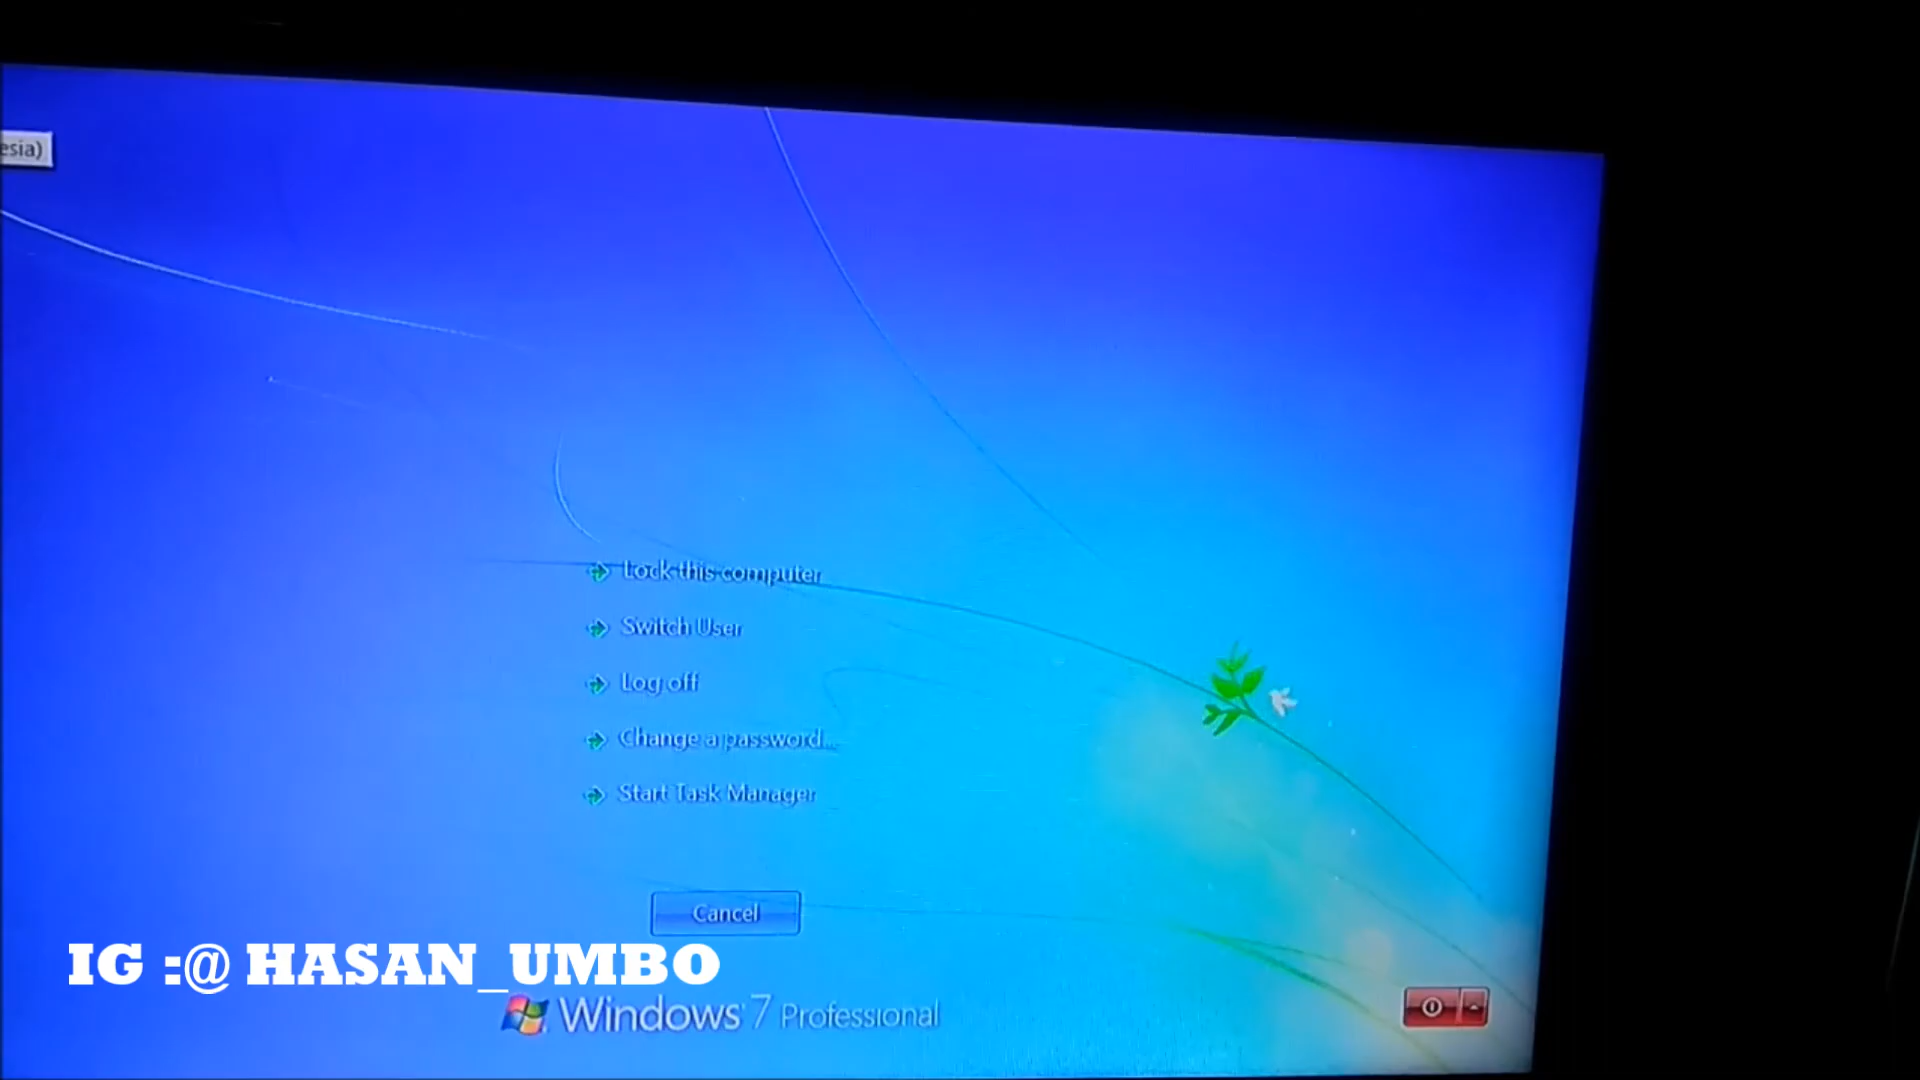 esia)
Lock this computer
Switch User
Log off
Change a password...
Start Task Manager
Cancel
IG :@ HASAN_UMBO
Windows 7 Professional